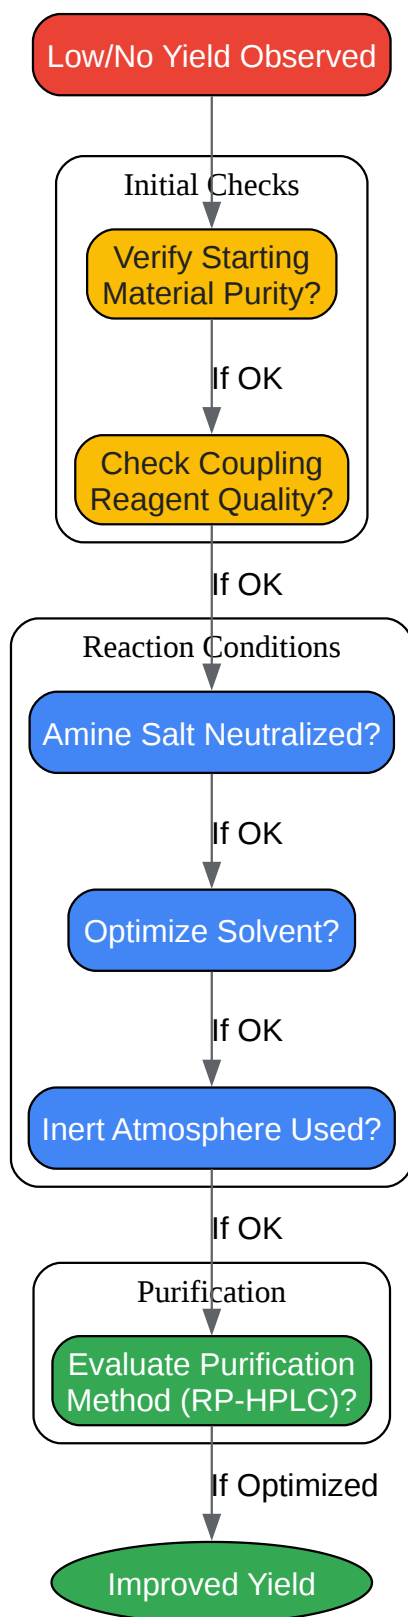 Low/No Yield Observed
Initial Checks
Verify Starting
Material Purity?
If OK
Check Coupling
Reagent Quality?
If OK
Reaction Conditions
Amine Salt Neutralized?
If OK
Optimize Solvent?
If OK
Inert Atmosphere Used?
If OK
Purification
Evaluate Purification
Method (RP-HPLC)?
If Optimized
Improved Yield